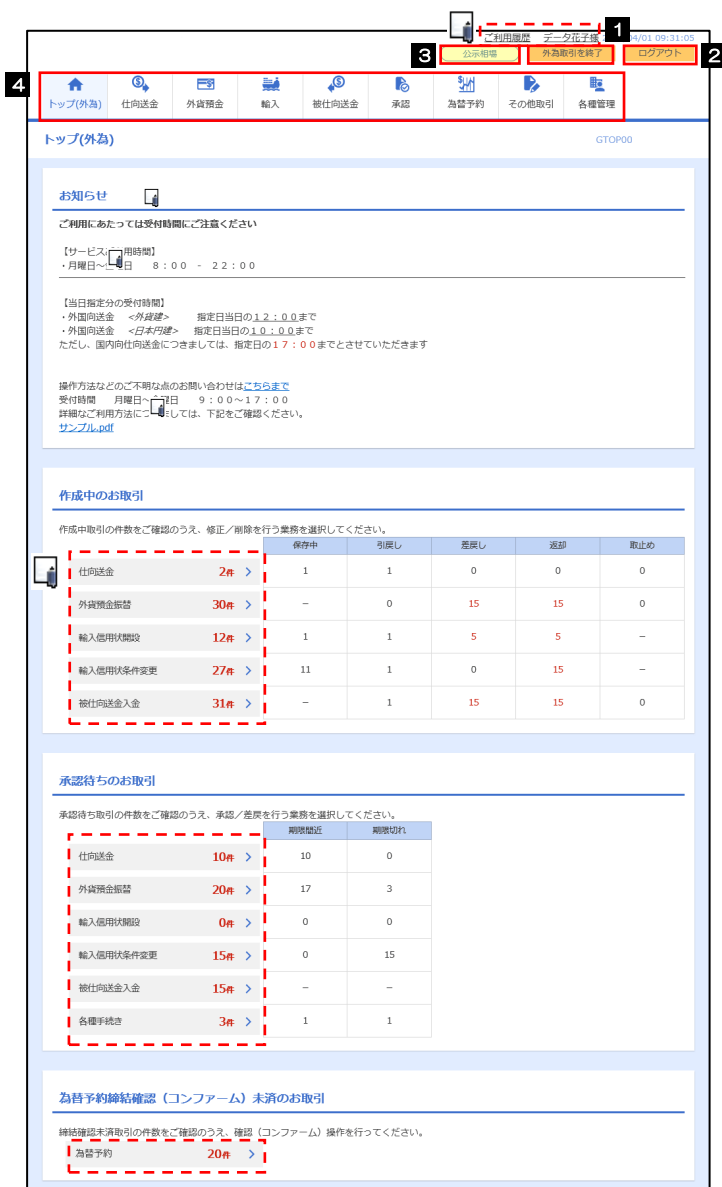 ご利用履歴 データ花子様 04/01 09:31:05
1
3 公示相場 外為取引を終了 ログアウト 2
4
トップ(外為) 仕向送金 外貨預金 輸入 被仕向送金 承認 為替予約 その他取引 各種管理
トップ(外為) GTOP00
お知らせ
ご利用にあたっては受付時間にご注意ください
【サービス 用時間】
・月曜日～ 日 8：00 - 22：00
【当日指定分の受付時間】
・外国向送金 <外貨建> 指定日当日の12：00まで
・外国向送金 <日本円建> 指定日当日の10：00まで
ただし、国内向仕向送金につきましては、指定日の17：00までとさせていただきます
操作方法などのご不明な点のお問い合わせはこちらまで
受付時間 月曜日～ 日 9：00～17：00
詳細なご利用方法につ しては、下記をご確認ください。
サンプル.pdf
作成中のお取引
作成中取引の件数をご確認のうえ、修正／削除を行う業務を選択してください。
保存中 引戻し 差戻し 返却 取止め
仕向送金 2件 1 1 0 0 0
外貨預金振替 30件 － 0 15 15 0
輸入信用状開設 12件 1 1 5 5 －
輸入信用状条件変更 27件 11 1 0 15 －
被仕向送金入金 31件 － 1 15 15 0
承認待ちのお取引
承認待ち取引の件数をご確認のうえ、承認／差戻を行う業務を選択してください。
期限間近 期限切れ
仕向送金 10件 10 0
外貨預金振替 20件 17 3
輸入信用状開設 0件 0 0
輸入信用状条件変更 15件 0 15
被仕向送金入金 15件 － －
各種手続き 3件 1 1
為替予約締結確認（コンファーム）未済のお取引
締結確認未済取引の件数をご確認のうえ、確認（コンファーム）操作を行ってください。
為替予約 20件